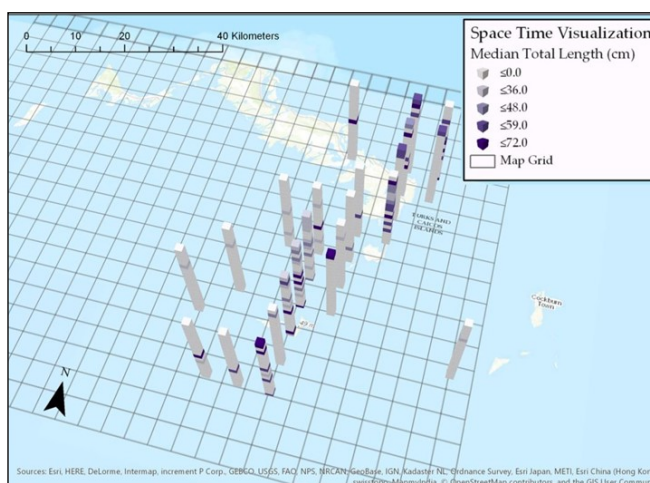 0 10 20 40 Kilometers
Space Time Visualization
Median Total Length (cm)
≤0.0
≤36.0
≤48.0
≤59.0
≤72.0
Map Grid
TURKS AND
CAICOS
ISLANDS
Cockburn
Town
N
Sources: Esri, HERE, DeLorme, Intermap, increment P Corp., GEBCO, USGS, FAO, NPS, NRCAN, GeoBase, IGN, Kadaster NL, Ordnance Survey, Esri Japan, METI, Esri China (Hong Kon
swisstopo, MapmyIndia, © OpenStreetMap contributors, and the GIS User Commu